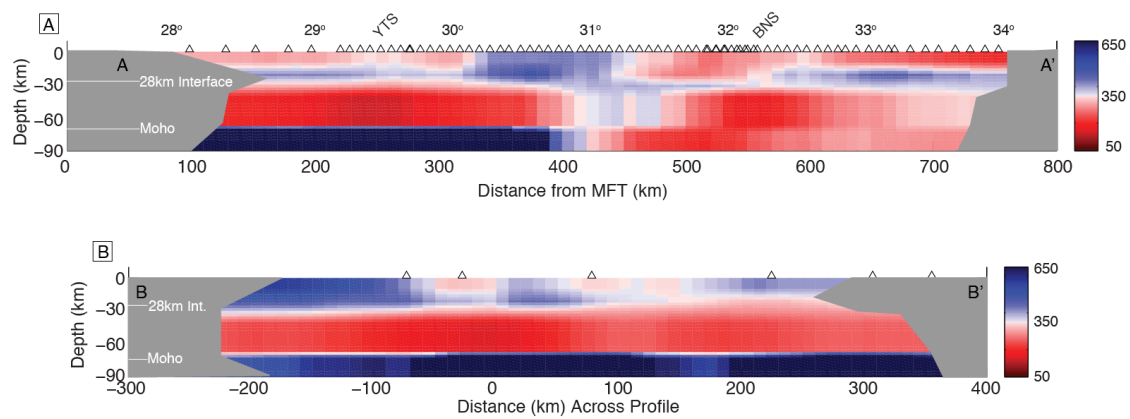 A
28° 29° YTS 30° 31° 32° BNS 33° 34°
0 A A' 650
28km Interface
−30 350
−60 Moho
−90 50
0 100 200 300 400 500 600 700 800
Depth (km)
Distance from MFT (km)
B
0 650
B B'
−30 28km Int. 350
−60
Moho
−90 50
−300 −200 −100 0 100 200 300 400
Depth (km)
Distance (km) Across Profile